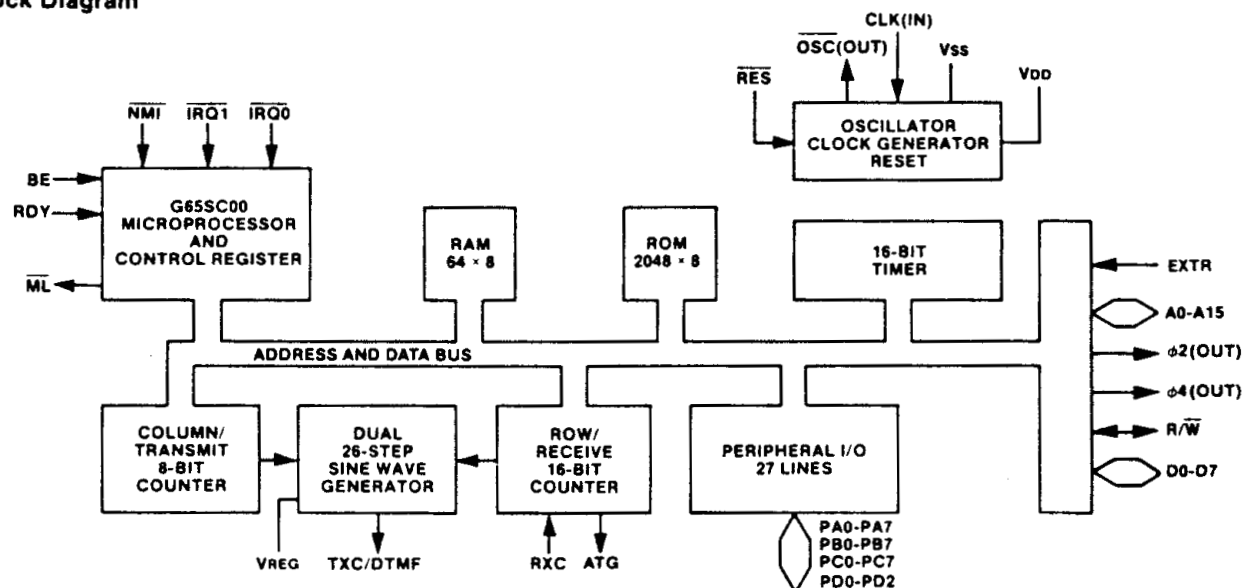 ock Diagram
CLK(IN)
OSC(OUT)
VSS
RES
VDD
OSCILLATOR
CLOCK GENERATOR
RESET
NMI
IRQ1
IRQ0
BE
RDY
ML
G65SC00
MICROPROCESSOR
AND
CONTROL REGISTER
RAM
64 × 8
ROM
2048 × 8
16-BIT
TIMER
EXTR
A0-A15
ϕ2(OUT)
ϕ4(OUT)
R/W
D0-D7
ADDRESS AND DATA BUS
COLUMN/
TRANSMIT
8-BIT
COUNTER
DUAL
26-STEP
SINE WAVE
GENERATOR
ROW/
RECEIVE
16-BIT
COUNTER
PERIPHERAL I/O
27 LINES
VREG
TXC/DTMF
RXC
ATG
PA0-PA7
PB0-PB7
PC0-PC7
PD0-PD2